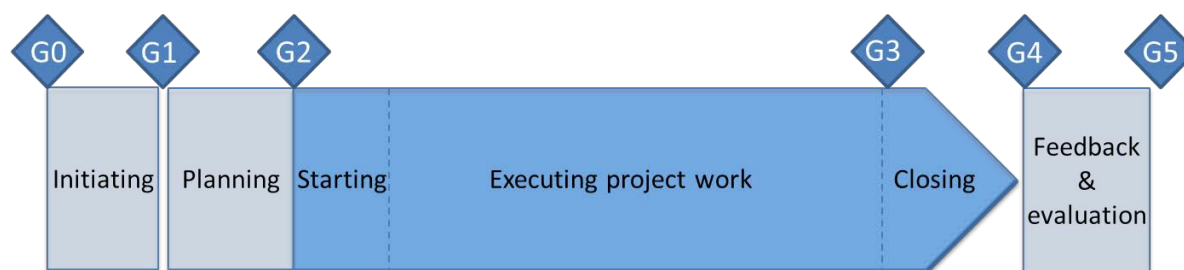 G0 G1 G2 G3 G4 G5
Initiating Planning Starting Executing project work Closing Feedback
&
evaluation